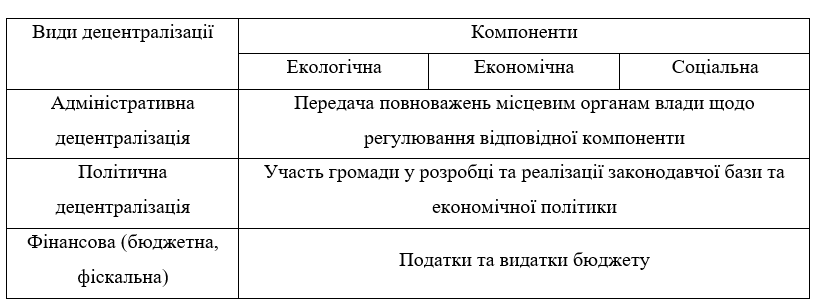 Види децентралізації
Компоненти
Екологічна
Економічна
Соціальна
Адміністративна
децентралізація
Передача повноважень місцевим органам влади щодо
регулювання відповідної компоненти
Політична
децентралізація
Участь громади у розробці та реалізації законодавчої бази та
економічної політики
Фінансова (бюджетна,
фіскальна)
Податки та видатки бюджету